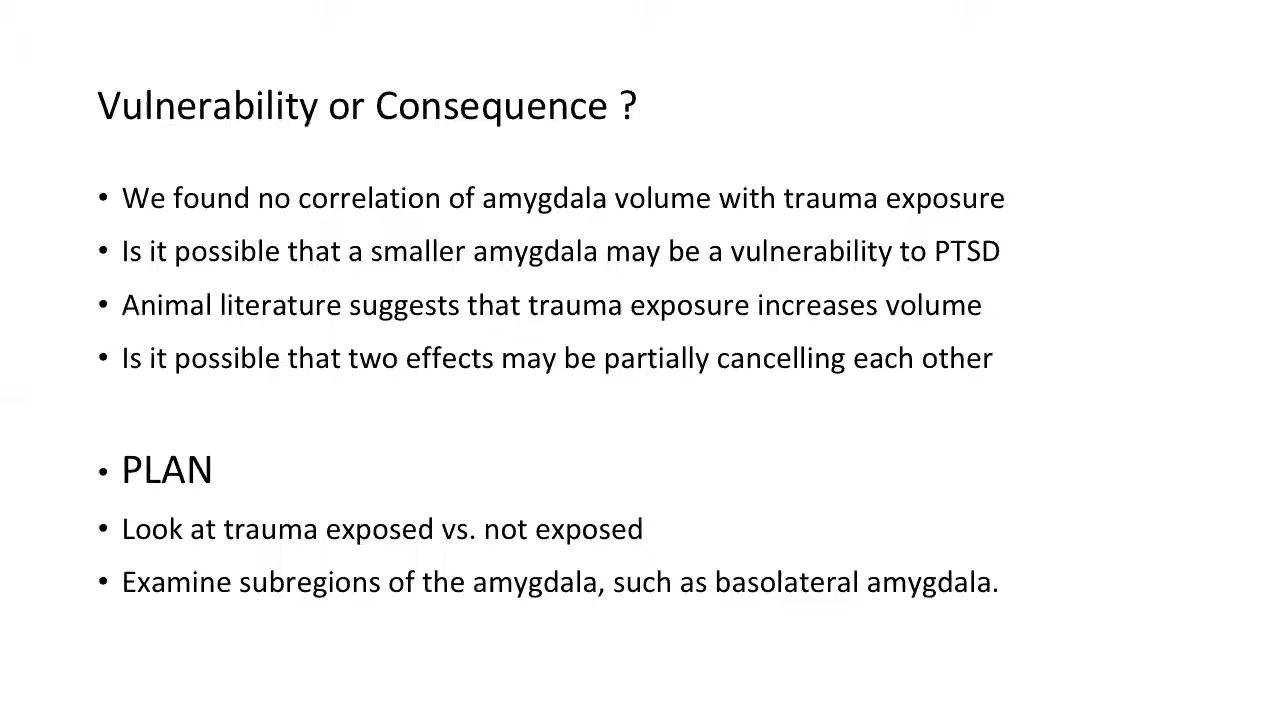 Vulnerability or Consequence ?
• We found no correlation of amygdala volume with trauma exposure
• Is it possible that a smaller amygdala may be a vulnerability to PTSD
• Animal literature suggests that trauma exposure increases volume
• Is it possible that two effects may be partially cancelling each other
• PLAN
• Look at trauma exposed vs. not exposed
• Examine subregions of the amygdala, such as basolateral amygdala.